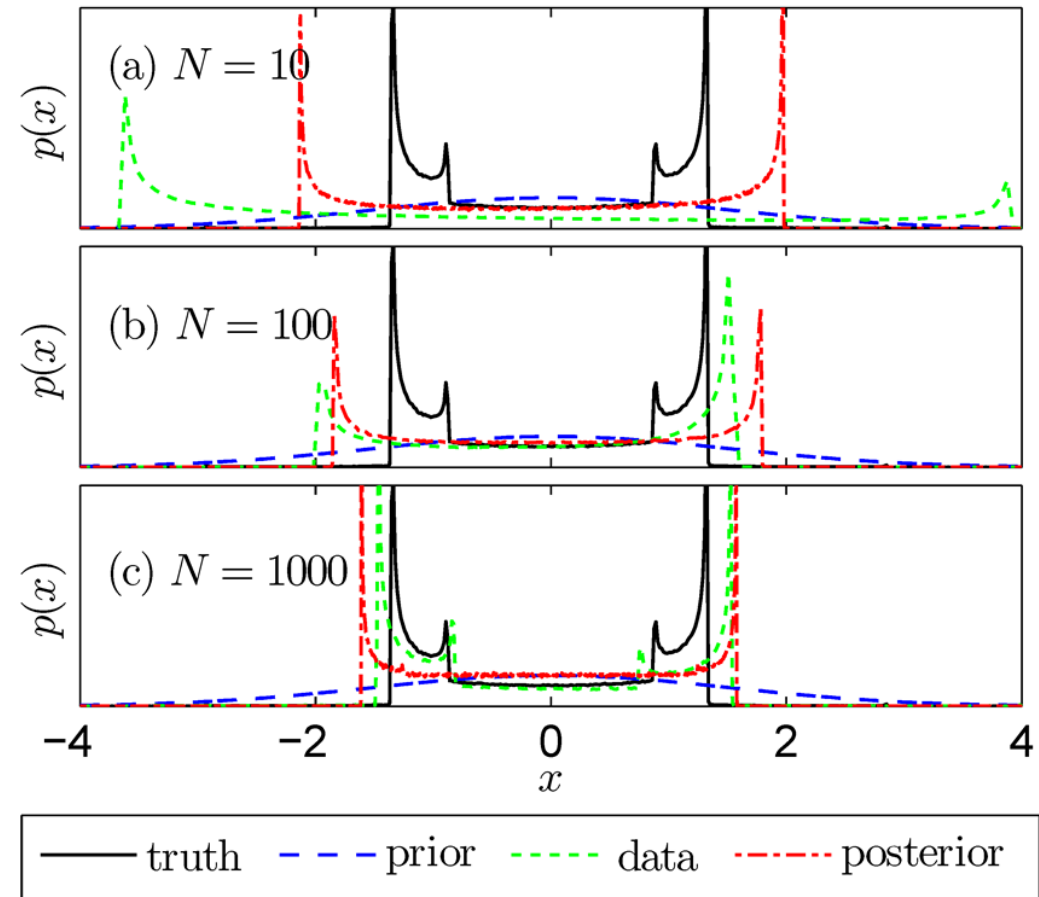 p(x)
(a) N = 10
p(x)
(b) N = 100
p(x)
(c) N = 1000
−4 −2 0 2 4
x
truth prior data posterior